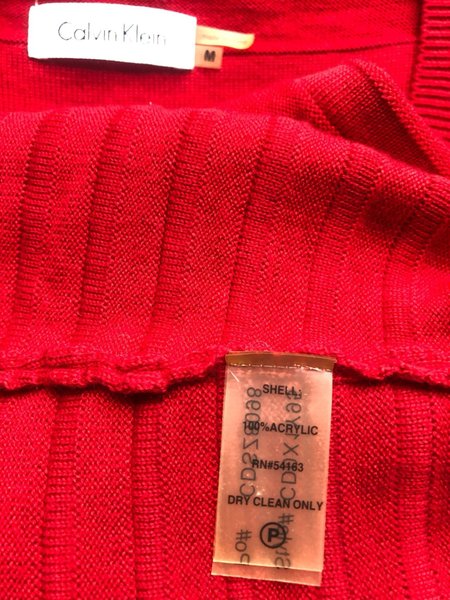 Calvin Klein
M
SHELL:
100%ACRYLIC
RN#54163
DRY CLEAN ONLY
P